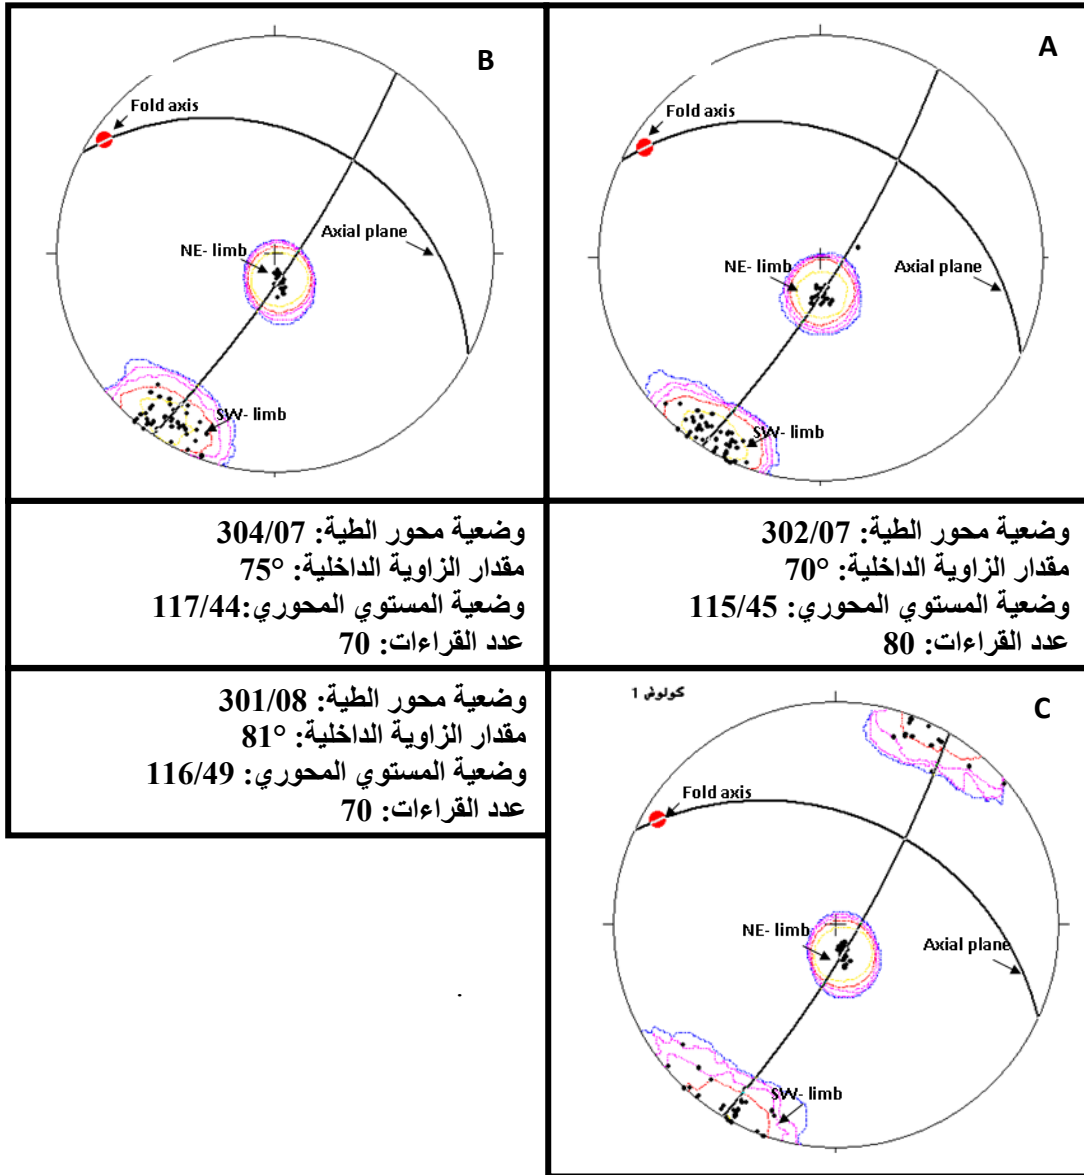 A
Fold axis
NE- limb
Axial plane
SW- limb
B
Fold axis
Axial plane
NE- limb
SW- limb
وضعية محور الطية: 302/07
مقدار الزاوية الداخلية: 70°
وضعية المستوي المحوري: 115/45
عدد القراءات: 80
وضعية محور الطية: 304/07
مقدار الزاوية الداخلية: 75°
وضعية المستوي المحوري:117/44
عدد القراءات: 70
كولوش 1
C
Fold axis
NE- limb
Axial plane
SW- limb
وضعية محور الطية: 301/08
مقدار الزاوية الداخلية: 81°
وضعية المستوي المحوري: 116/49
عدد القراءات: 70